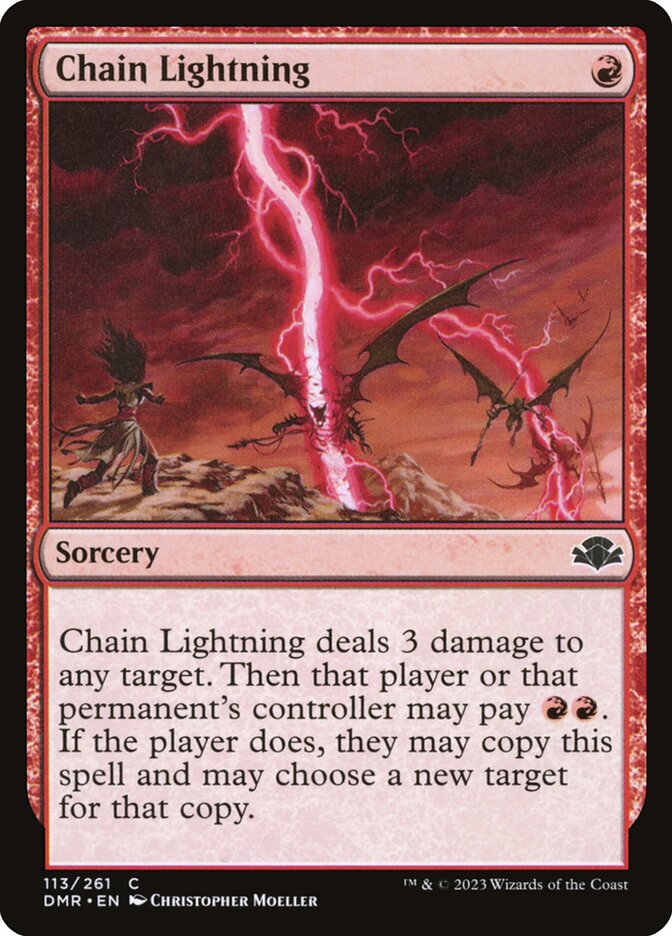 Chain Lightning
Sorcery
Chain Lightning deals 3 damage to
any target. Then that player or that
permanent's controller may pay .
If the player does, they may copy this
spell and may choose a new target
for that copy.
113/261 C
DMR • EN Christopher Moeller
™ & © 2023 Wizards of the Coast